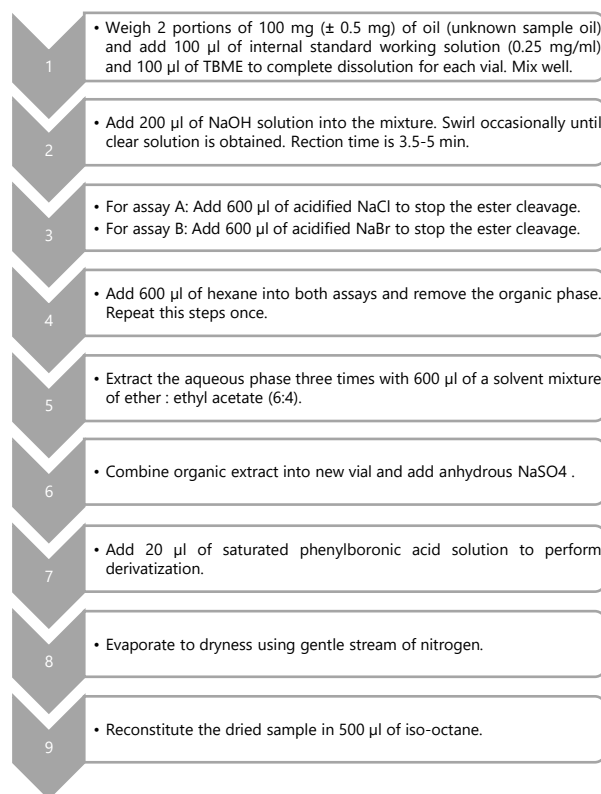 1
• Weigh 2 portions of 100 mg (± 0.5 mg) of oil (unknown sample oil)
and add 100 µl of internal standard working solution (0.25 mg/ml)
and 100 µl of TBME to complete dissolution for each vial. Mix well.
2
• Add 200 µl of NaOH solution into the mixture. Swirl occasionally until
clear solution is obtained. Rection time is 3.5-5 min.
3
• For assay A: Add 600 µl of acidified NaCl to stop the ester cleavage.
• For assay B: Add 600 µl of acidified NaBr to stop the ester cleavage.
4
• Add 600 µl of hexane into both assays and remove the organic phase.
Repeat this steps once.
5
• Extract the aqueous phase three times with 600 µl of a solvent mixture
of ether : ethyl acetate (6:4).
6
• Combine organic extract into new vial and add anhydrous NaSO4 .
7
• Add 20 µl of saturated phenylboronic acid solution to perform
derivatization.
8
• Evaporate to dryness using gentle stream of nitrogen.
9
• Reconstitute the dried sample in 500 µl of iso-octane.